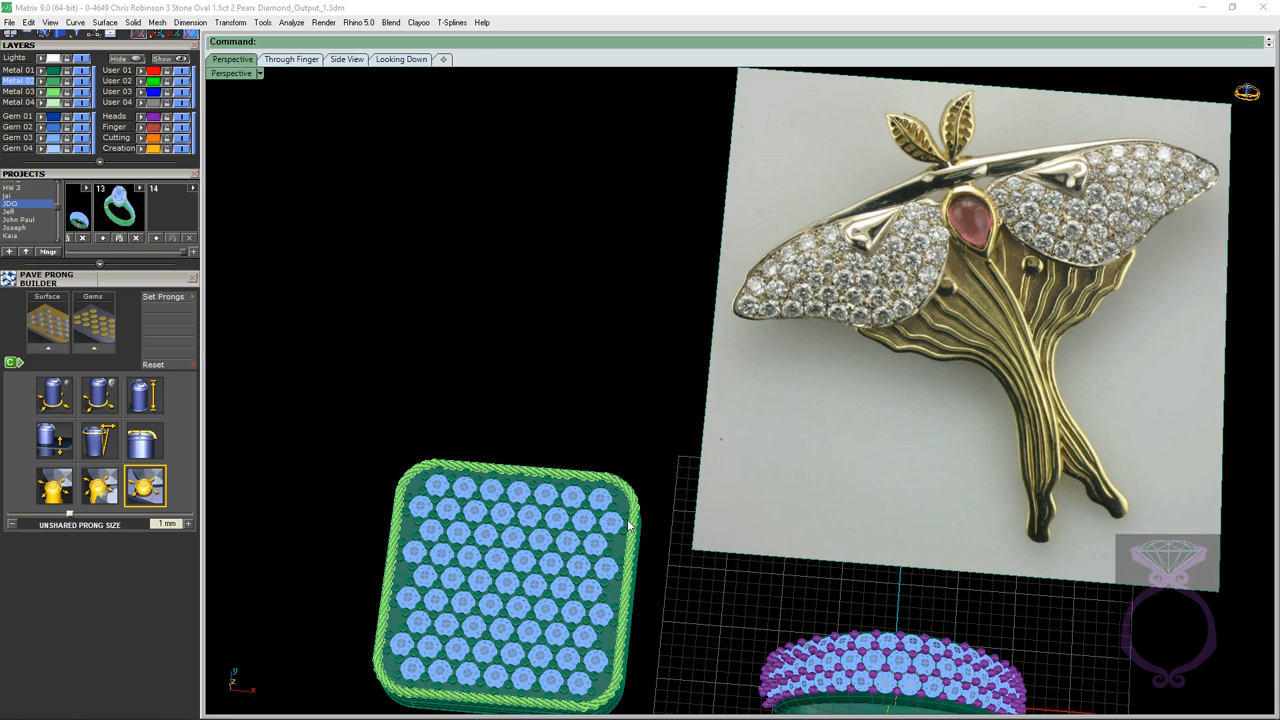 Matrix 9.0 (64-bit) - 0-4649 Chris Robinson 3 Stone Oval 1.5ct 2 Pearx Diamond_Output_1.3dm
File Edit View Curve Surface Solid Mesh Dimension Transform Tools Analyze Render Rhino 5.0 Blend Clayoo T-Splines Help
LAYERS
Lights Hide Show
Metal 01 User 01
Metal 02 User 02
Metal 03 User 03
Metal 04 User 04
Gem 01 Heads
Gem 02 Finger
Gem 03 Cutting
Gem 04 Creation
PROJECTS
HW 3
jai
JDO
Jeff
John Paul
Joseph
Kaia
13 14
Mngr
PAVE PRONG BUILDER
Surface Gems Set Prongs
Reset
UNSHARED PRONG SIZE 1 mm
Command:
Perspective Through Finger Side View Looking Down
Perspective
y
z
x